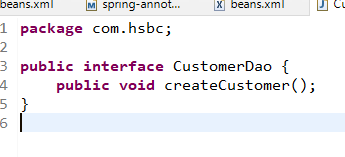 beans.xml
spring-annot...
beans.xml
1 package com.hsbc;
2
3 public interface CustomerDao {
4 public void createCustomer();
5 }
6